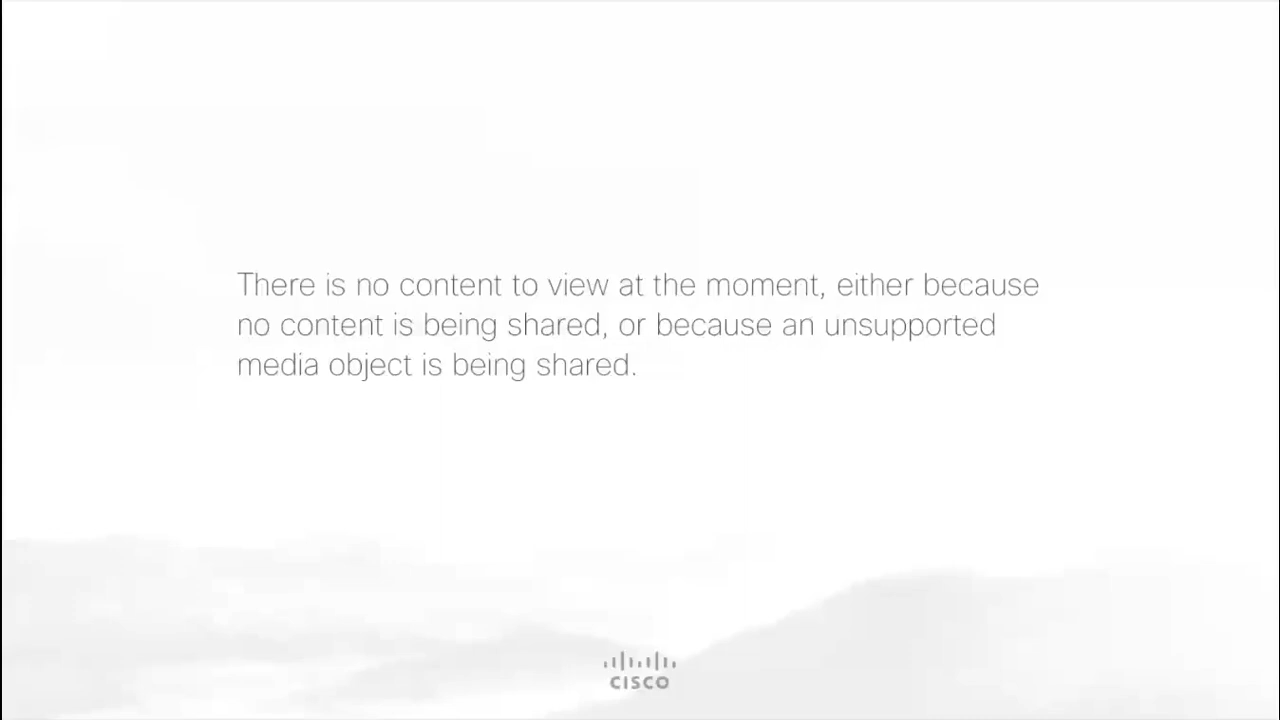 There is no content to view at the moment, either because
no content is being shared, or because an unsupported
media object is being shared.
CISCO